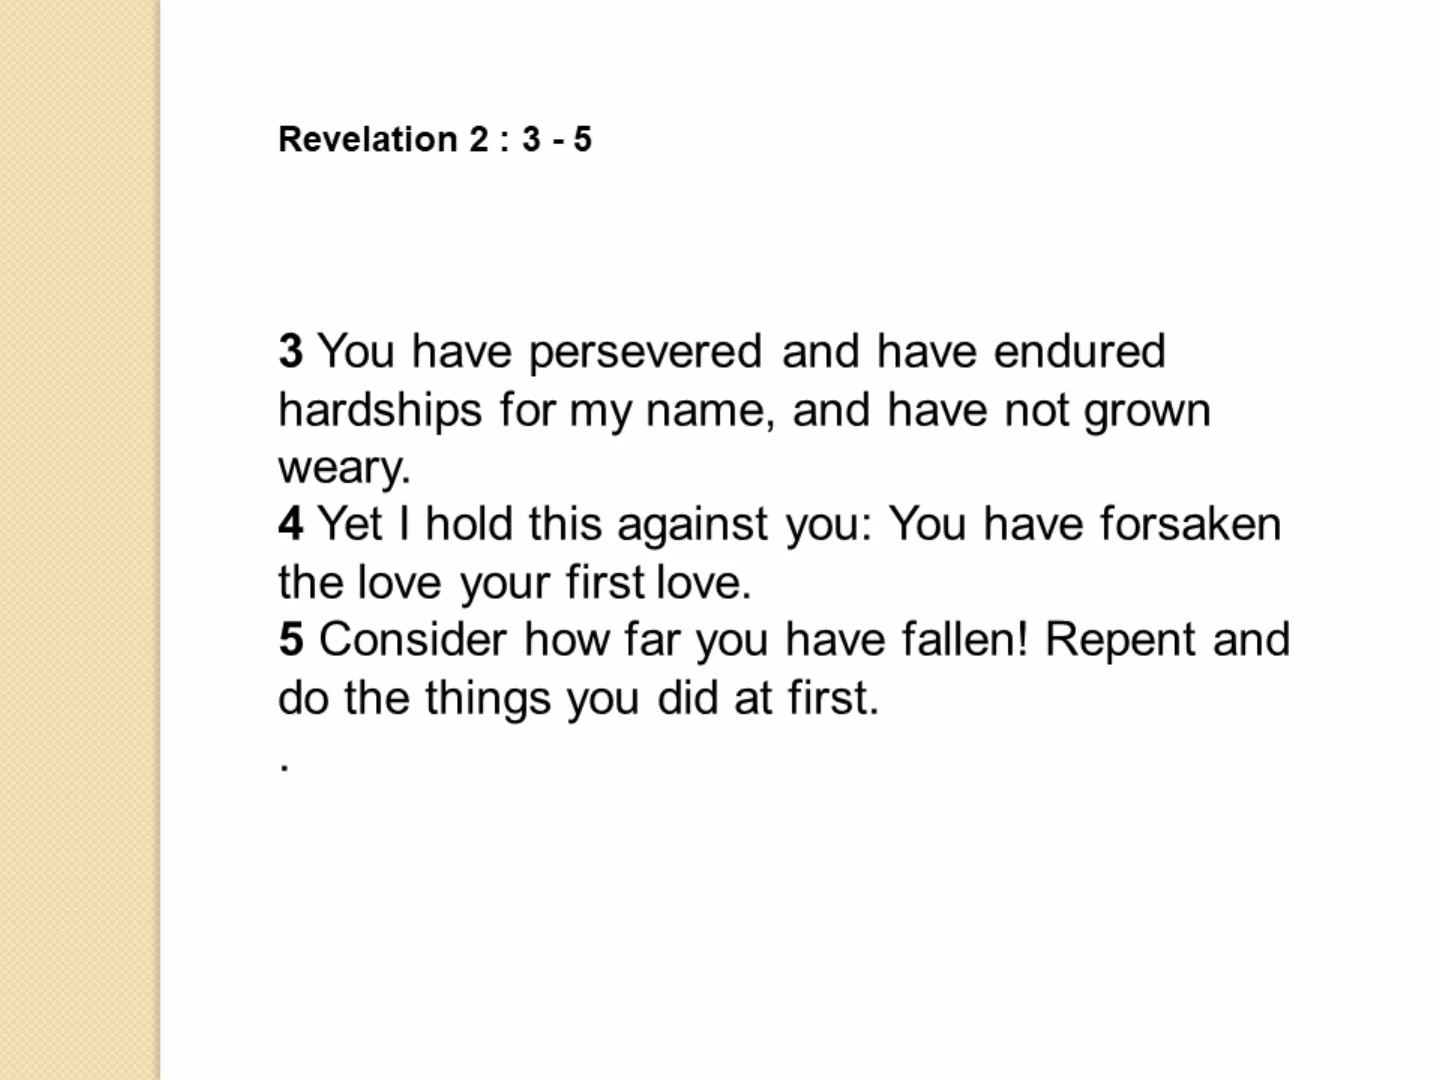 Revelation 2 : 3 - 5
3 You have persevered and have endured
hardships for my name, and have not grown
weary.
4 Yet I hold this against you: You have forsaken
the love your first love.
5 Consider how far you have fallen! Repent and
do the things you did at first.
.